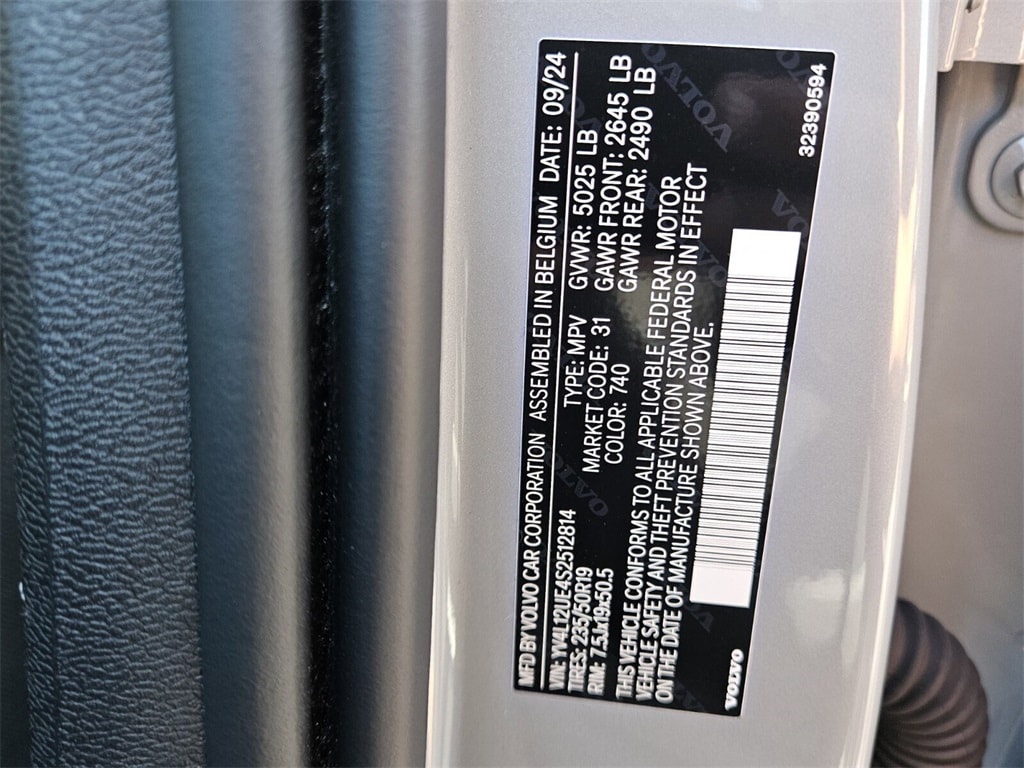 MFD BY VOLVO CAR CORPORATION ASSEMBLED IN BELGIUM DATE: 09/24
VIN: YV4L12UE4S2512814 TYPE: MPV GVWR: 5025 LB
TIRES: 235/50R19 MARKET CODE: 31 GAWR FRONT: 2645 LB
RIM: 7.5Jx19x50.5 COLOR: 740 GAWR REAR: 2490 LB
THIS VEHICLE CONFORMS TO ALL APPLICABLE FEDERAL MOTOR
VEHICLE SAFETY AND THEFT PREVENTION STANDARDS IN EFFECT
ON THE DATE OF MANUFACTURE SHOWN ABOVE.
VOLVO
32390594